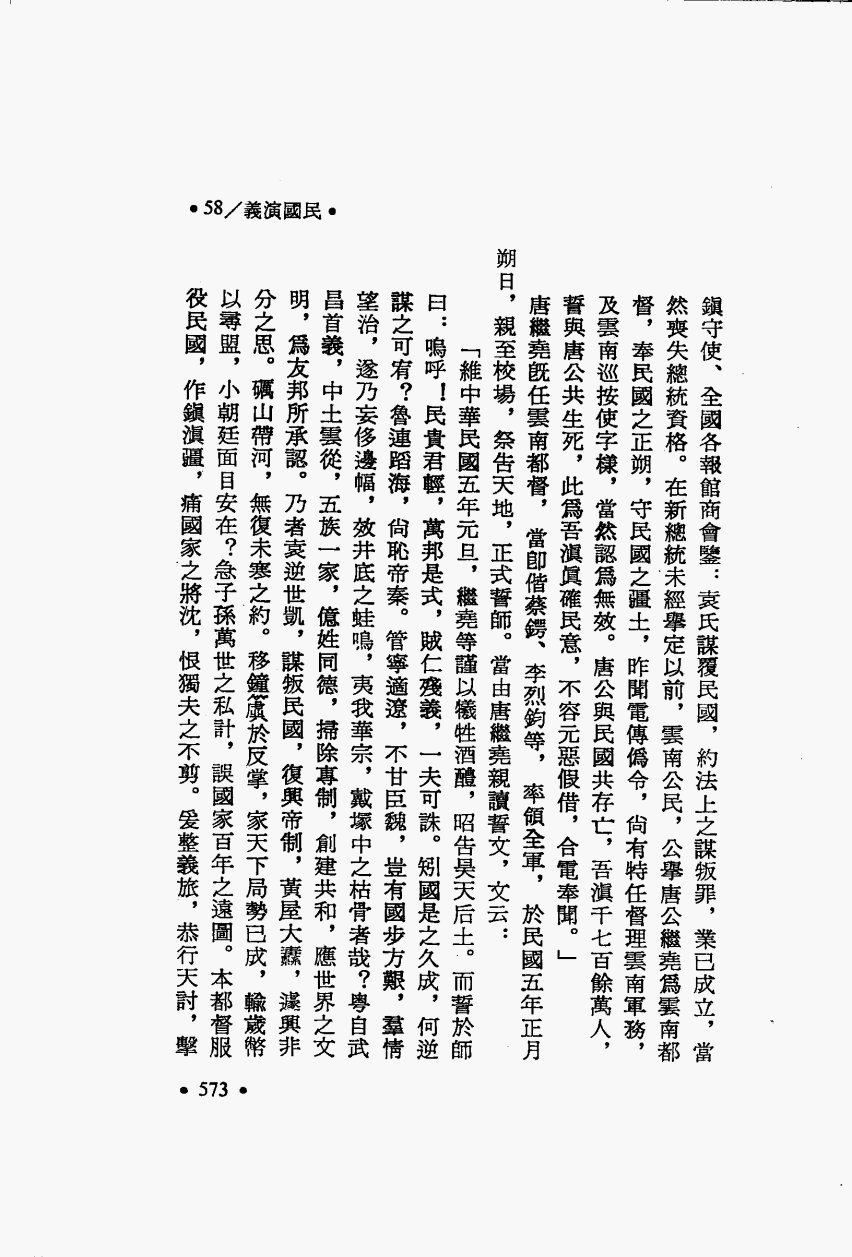 •58／義演國民•
鎭守使、全國各報館商會鑒：袁氏謀覆民國，約法上之謀叛罪，業已成立，當
然喪失總統資格。在新總統未經舉定以前，雲南公民，公舉唐公繼堯爲雲南都
督，奉民國之正朔，守民國之疆土，昨聞電傳僞令，尙有特任督理雲南軍務，
及雲南巡按使字樣，當然認爲無效。唐公與民國共存亡，吾滇千七百餘萬人，
誓與唐公共生死，此爲吾滇眞確民意，不容元惡假借，合電奉聞。」
唐繼堯旣任雲南都督，當卽偕蔡鍔、李烈鈞等，率領全軍，於民國五年正月
朔日，親至校場，祭告天地，正式誓師。當由唐繼堯親讀誓文，文云：
「維中華民國五年元旦，繼堯等謹以犧牲酒醴，昭告昊天后土。而誓於師
曰：嗚呼！民貴君輕，萬邦是式，賊仁殘義，一夫可誅。矧國是之久成，何逆
謀之可宥？魯連蹈海，尙恥帝秦。管寧適遼，不甘臣魏，豈有國步方艱，羣情
望治，遂乃妄侈邊幅，效井底之蛙鳴，夷我華宗，戴塚中之枯骨者哉？粵自武
昌首義，中土雲從，五族一家，億姓同德，掃除專制，創建共和，應世界之文
明，爲友邦所承認。乃者袁逆世凱，謀叛民國，復興帝制，黃屋大纛，遽興非
分之思。礪山帶河，無復未寒之約。移鐘簴於反掌，家天下局勢已成，輸歲幣
以尋盟，小朝廷面目安在？急子孫萬世之私計，誤國家百年之遠圖。本都督服
役民國，作鎭滇疆，痛國家之將沈，恨獨夫之不剪。爰整義旅，恭行天討，擊
•573•